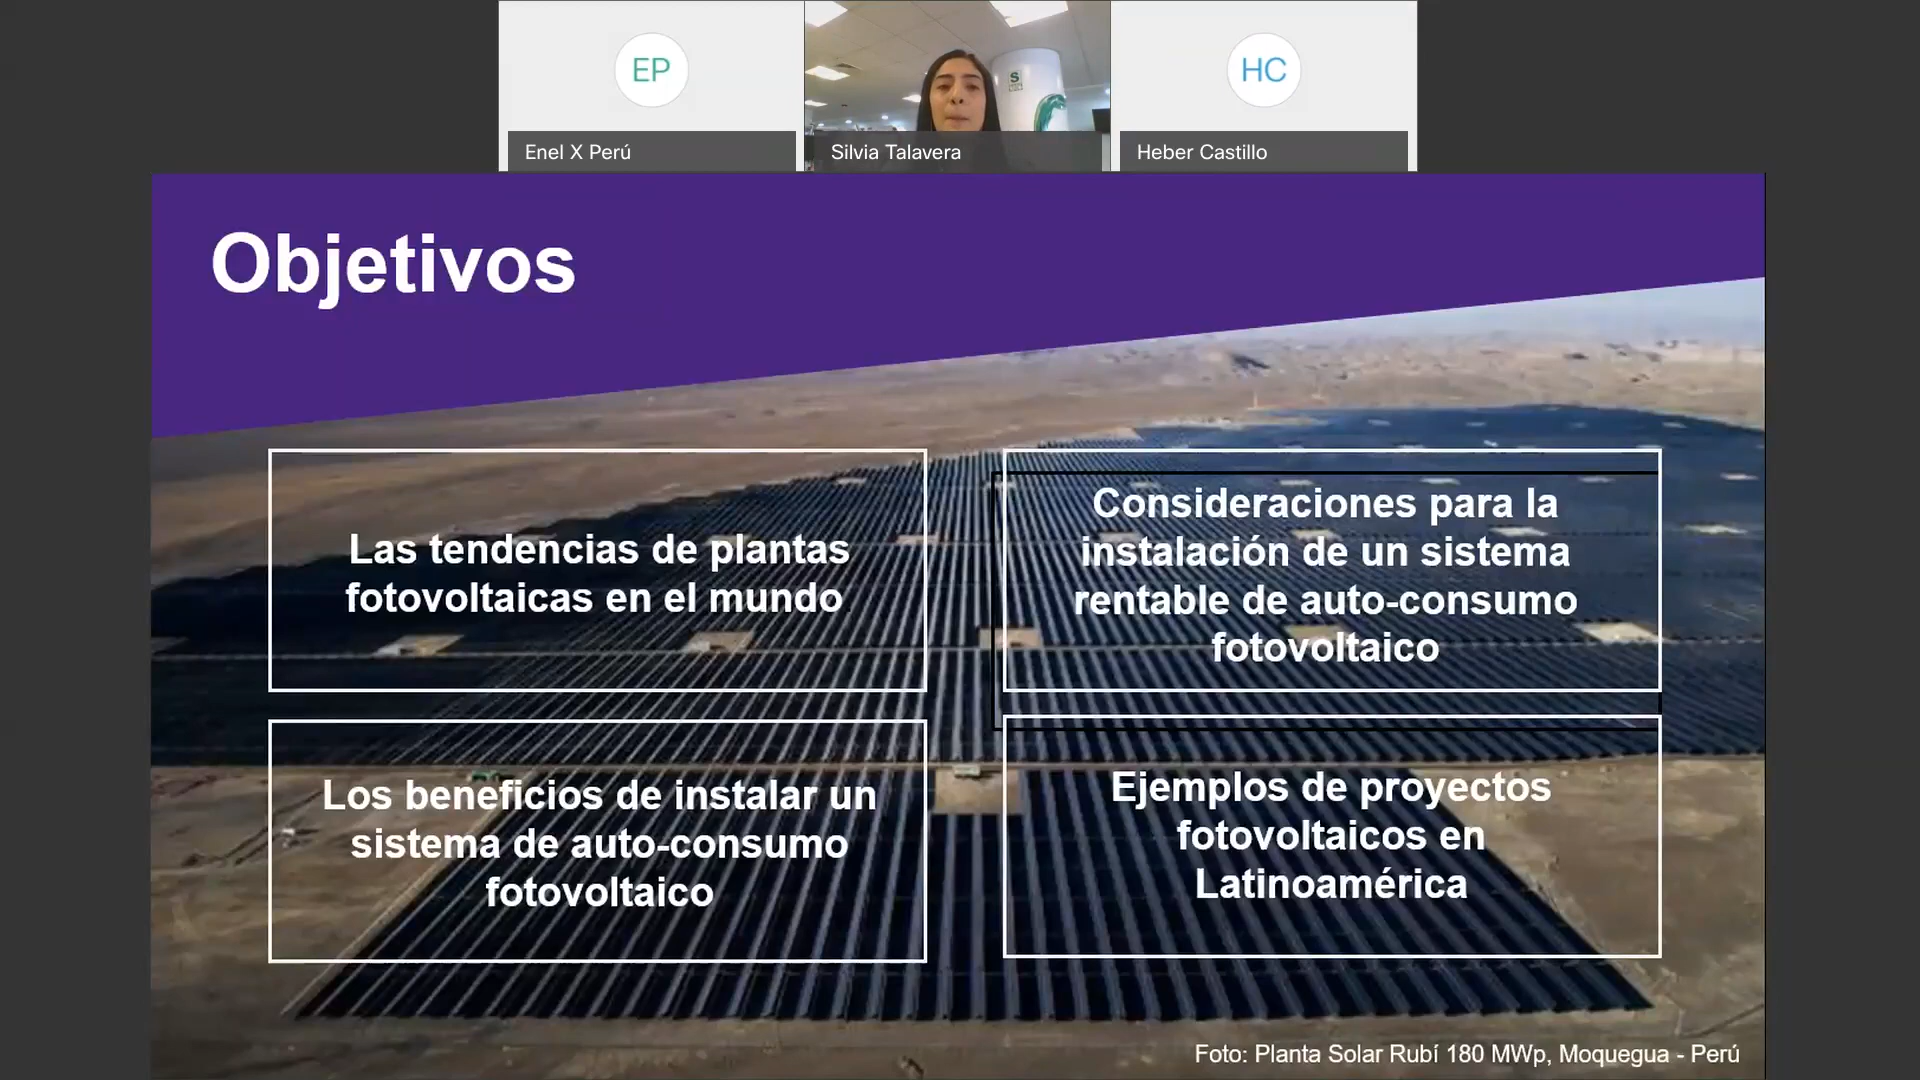 EP
HC
S
Enel X Perú
Silvia Talavera
Heber Castillo
Objetivos
Las tendencias de plantas
fotovoltaicas en el mundo
Consideraciones para la
instalación de un sistema
rentable de auto-consumo
fotovoltaico
Los beneficios de instalar un
sistema de auto-consumo
fotovoltaico
Ejemplos de proyectos
fotovoltaicos en
Latinoamérica
Foto: Planta Solar Rubí 180 MWp, Moquegua - Perú